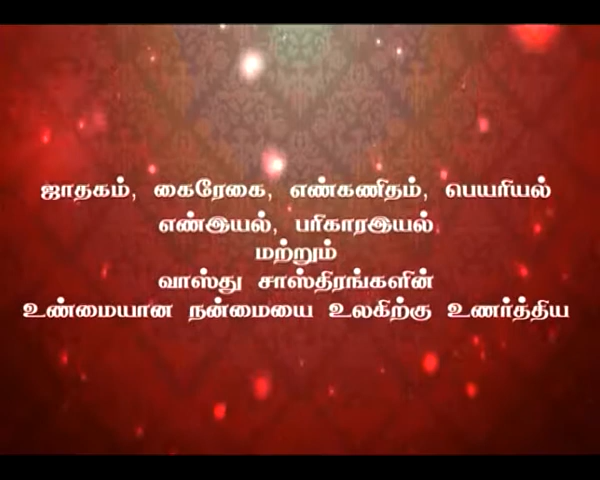 ஜாதகம், கைரேகை, எண்கணிதம், பெயரியல்
எண்இயல், பரிகாரஇயல்
மற்றும்
வாஸ்து சாஸ்திரங்களின்
உண்மையான நன்மையை உலகிற்கு உணர்த்திய